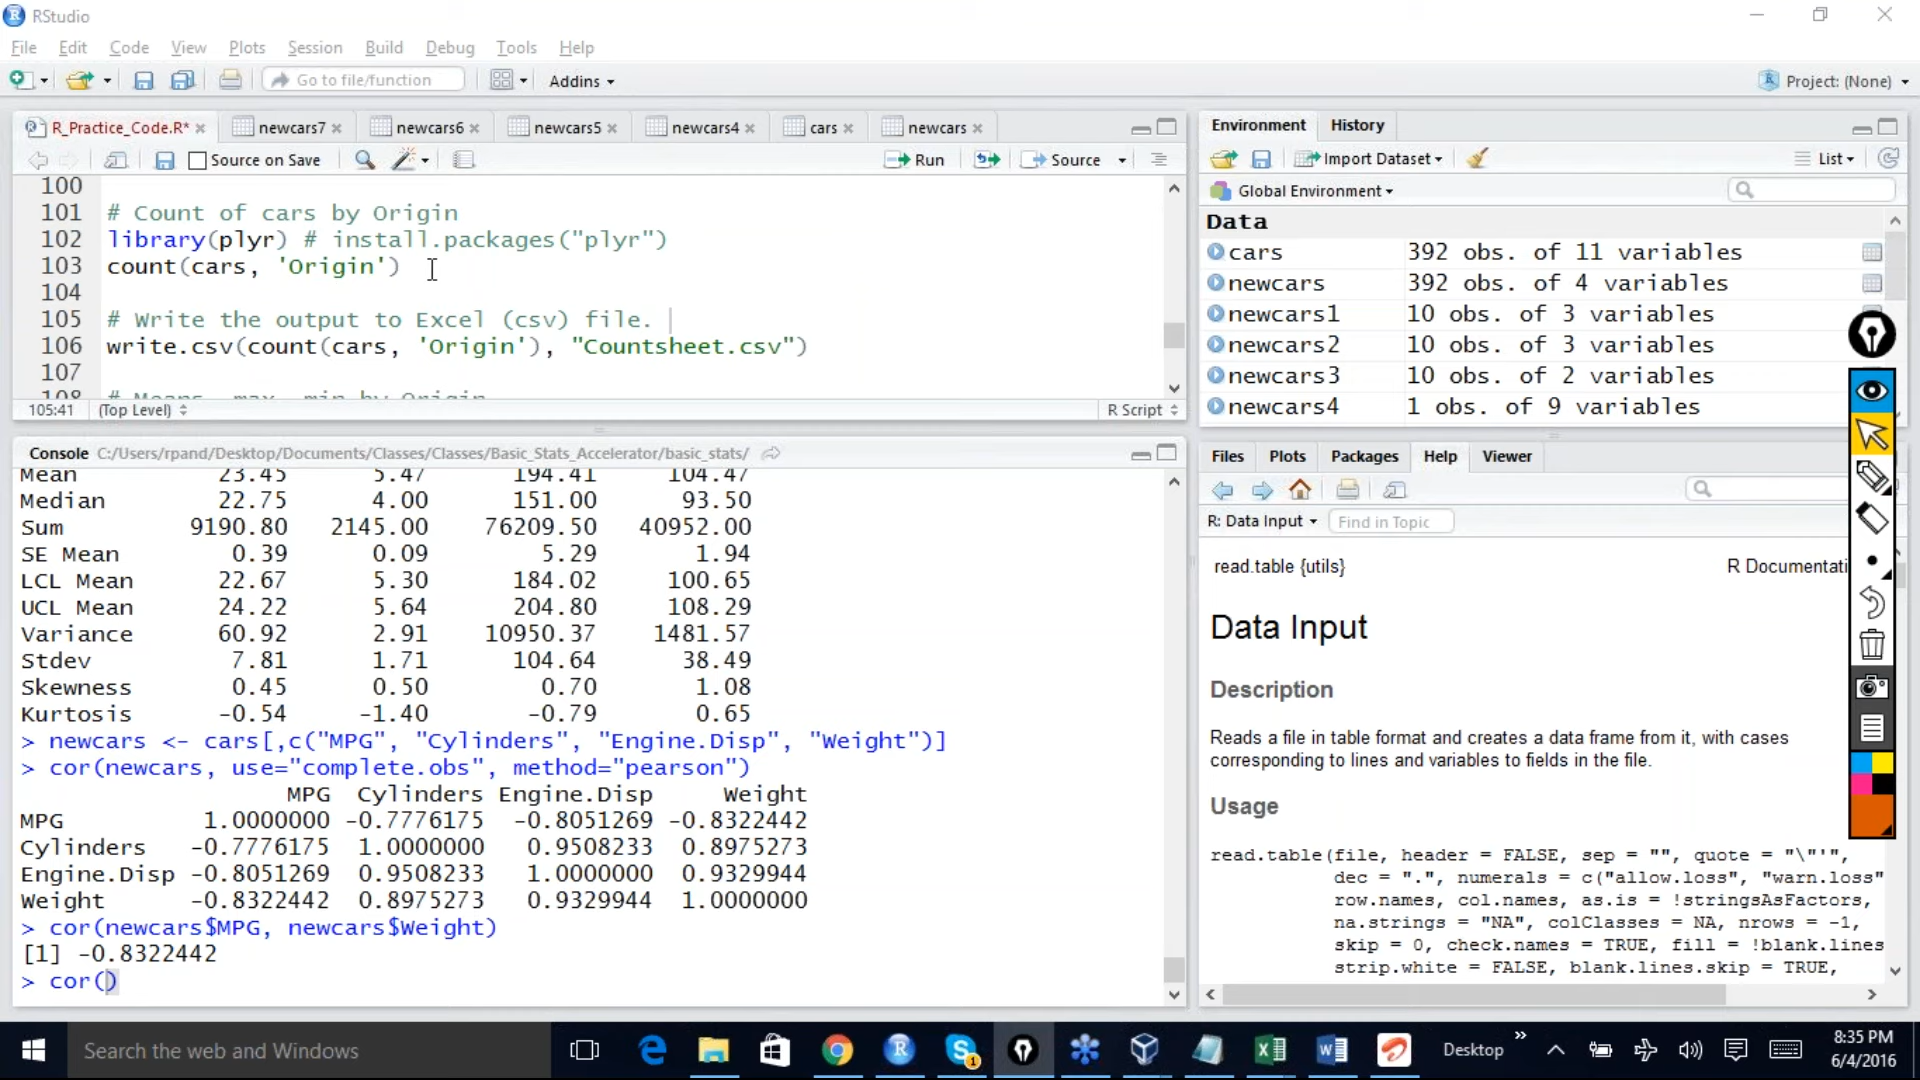 RStudio
File Edit Code View Plots Session Build Debug Tools Help
Go to file/function Addins Project: (None)
R_Practice_Code.R* newcars7 newcars6 newcars5 newcars4 cars newcars
Source on Save Run Source
100
101 # Count of cars by Origin
102 library(plyr) # install.packages("plyr")
103 count(cars, 'Origin')
104
105 # Write the output to Excel (csv) file.
106 write.csv(count(cars, 'Origin'), "Countsheet.csv")
107
108 # Means, max, min by Origin
105:41 (Top Level) R Script
Console C:/Users/rpand/Desktop/Documents/Classes/Classes/Basic_Stats_Accelerator/basic_stats/
Mean 23.45 5.47 194.41 104.47
Median 22.75 4.00 151.00 93.50
Sum 9190.80 2145.00 76209.50 40952.00
SE Mean 0.39 0.09 5.29 1.94
LCL Mean 22.67 5.30 184.02 100.65
UCL Mean 24.22 5.64 204.80 108.29
Variance 60.92 2.91 10950.37 1481.57
Stdev 7.81 1.71 104.64 38.49
Skewness 0.45 0.50 0.70 1.08
Kurtosis -0.54 -1.40 -0.79 0.65
> newcars <- cars[,c("MPG", "Cylinders", "Engine.Disp", "Weight")]
> cor(newcars, use="complete.obs", method="pearson")
MPG Cylinders Engine.Disp Weight
MPG 1.0000000 -0.7776175 -0.8051269 -0.8322442
Cylinders -0.7776175 1.0000000 0.9508233 0.8975273
Engine.Disp -0.8051269 0.9508233 1.0000000 0.9329944
Weight -0.8322442 0.8975273 0.9329944 1.0000000
> cor(newcars$MPG, newcars$Weight)
[1] -0.8322442
> cor()
Environment History
Import Dataset List
Global Environment
Data
cars 392 obs. of 11 variables
newcars 392 obs. of 4 variables
newcars1 10 obs. of 3 variables
newcars2 10 obs. of 3 variables
newcars3 10 obs. of 2 variables
newcars4 1 obs. of 9 variables
Files Plots Packages Help Viewer
R: Data Input Find in Topic
read.table {utils} R Documentati
Data Input
Description
Reads a file in table format and creates a data frame from it, with cases
corresponding to lines and variables to fields in the file.
Usage
read.table(file, header = FALSE, sep = "", quote = "\"'",
dec = ".", numerals = c("allow.loss", "warn.loss"
row.names, col.names, as.is = !stringsAsFactors,
na.strings = "NA", colClasses = NA, nrows = -1,
skip = 0, check.names = TRUE, fill = !blank.lines
strip.white = FALSE, blank.lines.skip = TRUE,
Search the web and Windows
Desktop
8:35 PM
6/4/2016